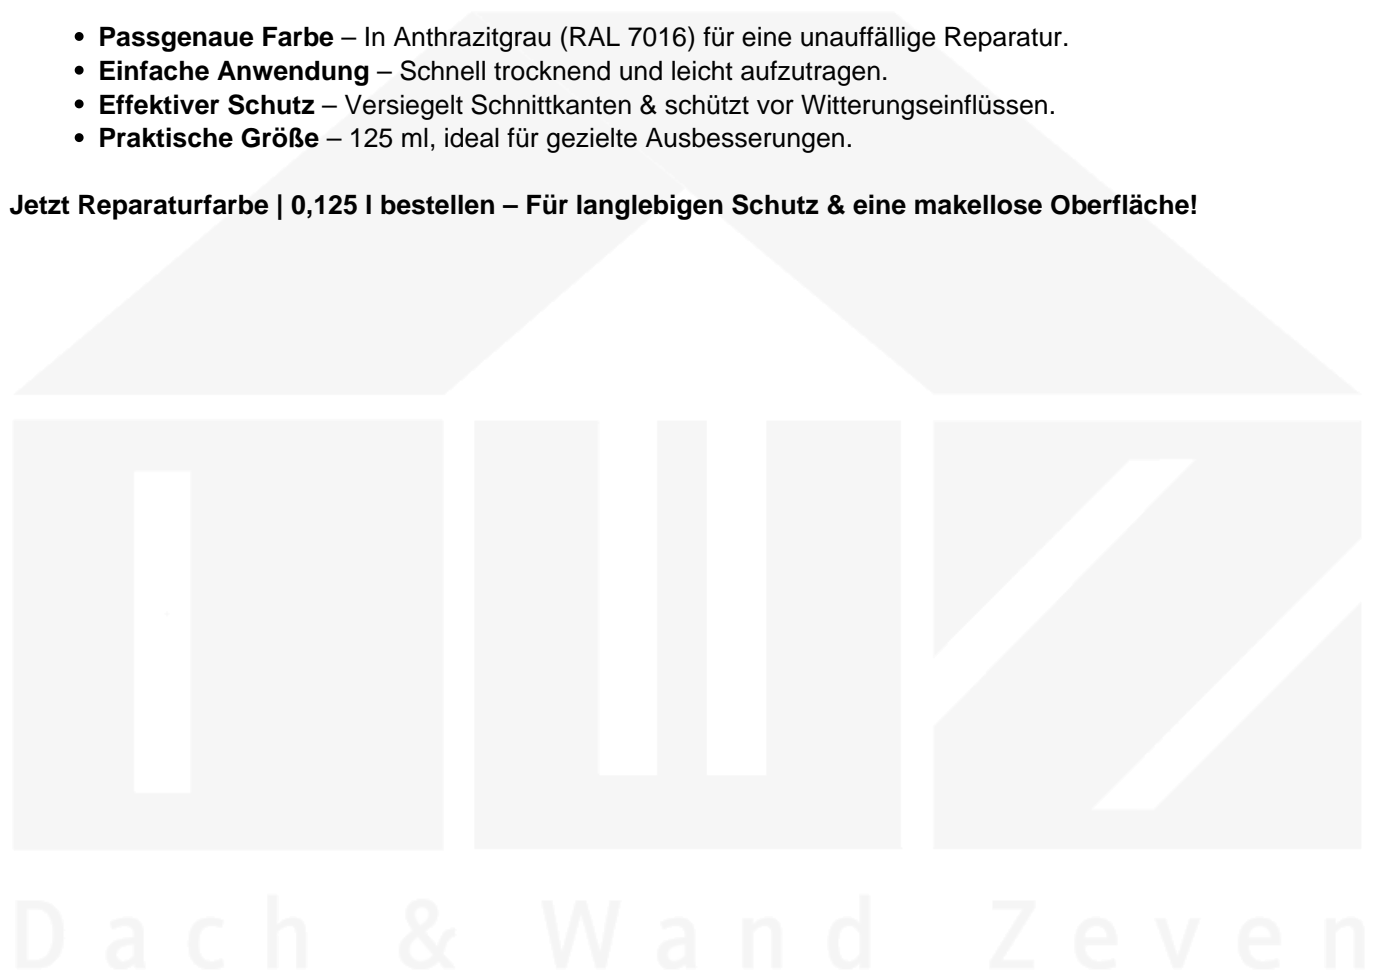 • Passgenaue Farbe – In Anthrazitgrau (RAL 7016) für eine unauffällige Reparatur.
• Einfache Anwendung – Schnell trocknend und leicht aufzutragen.
• Effektiver Schutz – Versiegelt Schnittkanten & schützt vor Witterungseinflüssen.
• Praktische Größe – 125 ml, ideal für gezielte Ausbesserungen.
Jetzt Reparaturfarbe | 0,125 l bestellen – Für langlebigen Schutz & eine makellose Oberfläche!
Dach & Wand Zeven